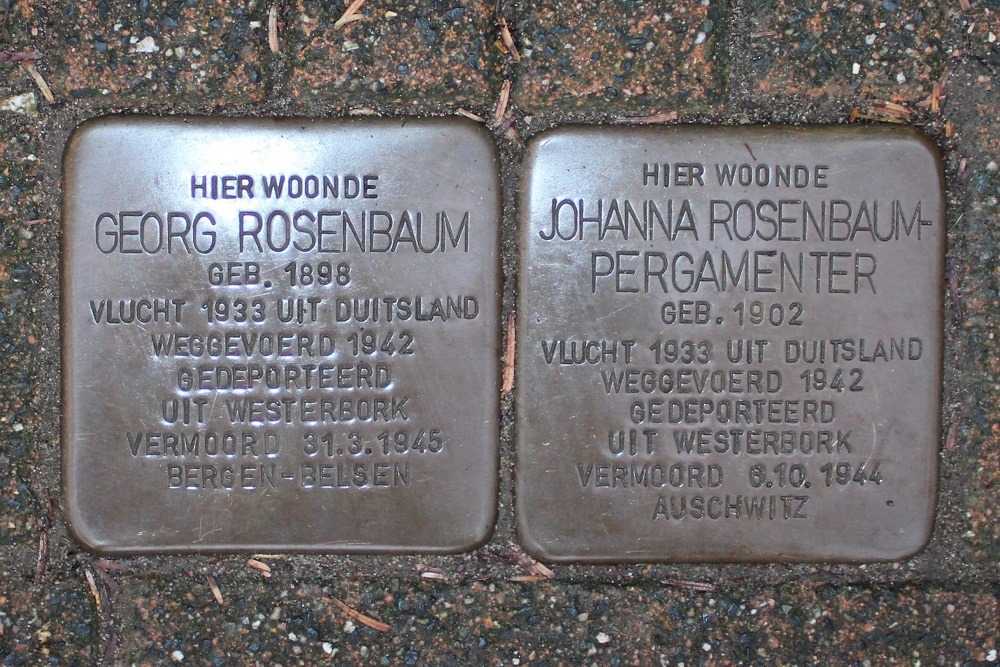 HIER WOONDE
GEORG ROSENBAUM
GEB. 1898
VLUCHT 1933 UIT DUITSLAND
WEGGEVOERD 1942
GEDEPORTEERD
UIT WESTERBORK
VERMOORD 31.3.1945
BERGEN-BELSEN
HIER WOONDE
JOHANNA ROSENBAUM-
PERGAMENTER
GEB. 1902
VLUCHT 1933 UIT DUITSLAND
WEGGEVOERD 1942
GEDEPORTEERD
UIT WESTERBORK
VERMOORD 6.10.1944
AUSCHWITZ